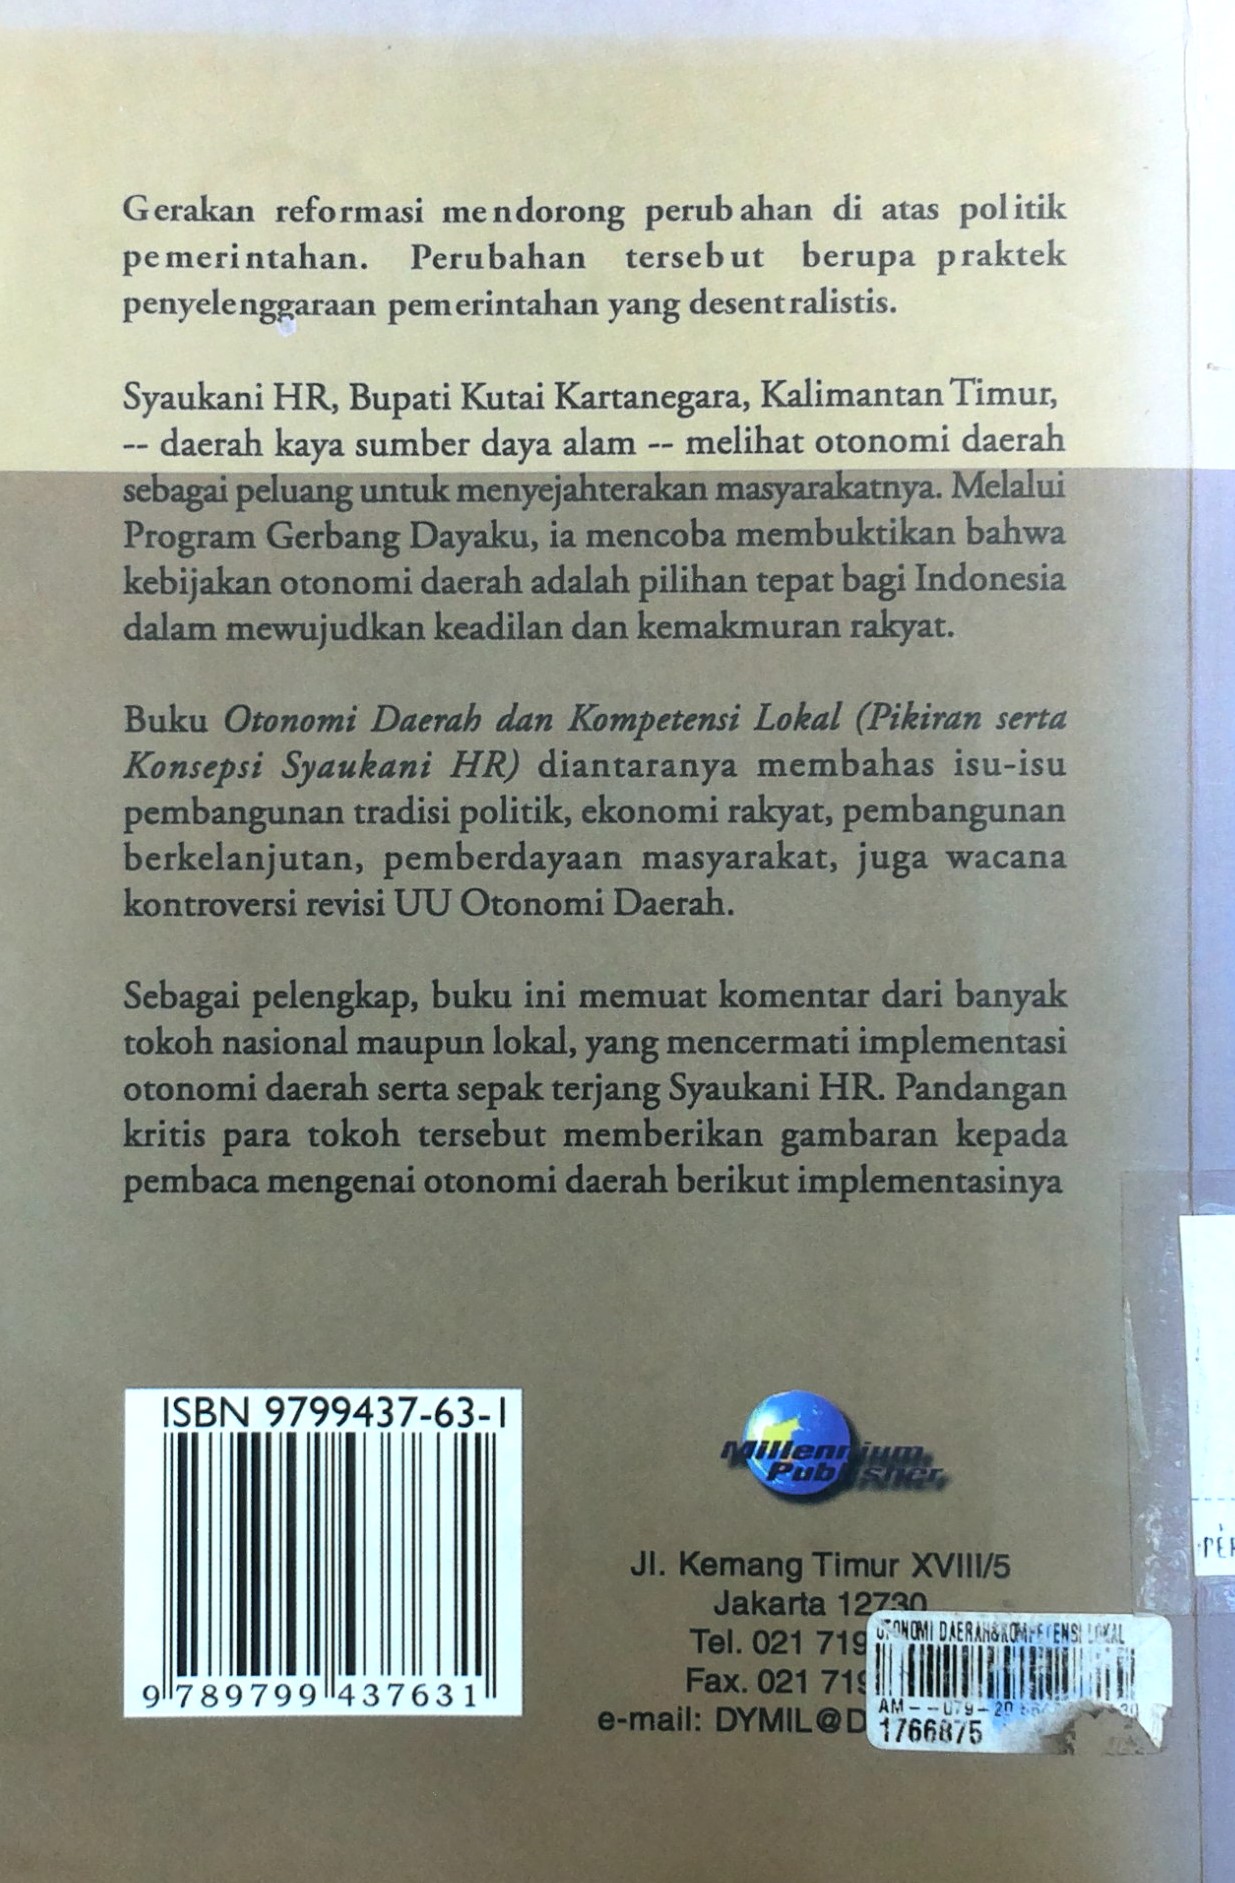 Gerakan reformasi mendorong perubahan di atas politik
pemerintahan. Perubahan tersebut berupa praktek
penyelenggaraan pemerintahan yang desentralistis.
Syaukani HR, Bupati Kutai Kartanegara, Kalimantan Timur,
-- daerah kaya sumber daya alam -- melihat otonomi daerah
sebagai peluang untuk menyejahterakan masyarakatnya. Melalui
Program Gerbang Dayaku, ia mencoba membuktikan bahwa
kebijakan otonomi daerah adalah pilihan tepat bagi Indonesia
dalam mewujudkan keadilan dan kemakmuran rakyat.
Buku Otonomi Daerah dan Kompetensi Lokal (Pikiran serta
Konsepsi Syaukani HR) diantaranya membahas isu-isu
pembangunan tradisi politik, ekonomi rakyat, pembangunan
berkelanjutan, pemberdayaan masyarakat, juga wacana
kontroversi revisi UU Otonomi Daerah.
Sebagai pelengkap, buku ini memuat komentar dari banyak
tokoh nasional maupun lokal, yang mencermati implementasi
otonomi daerah serta sepak terjang Syaukani HR. Pandangan
kritis para tokoh tersebut memberikan gambaran kepada
pembaca mengenai otonomi daerah berikut implementasinya
ISBN 9799437-63-1
9 789799 437631
Millennium
Publisher
Jl. Kemang Timur XVIII/5
Jakarta 12730
Tel. 021 719
Fax. 021 719
e-mail: DYMIL@D
OTONOMI DAERAH&KOMPETENSI LOKAL
AM--079-20
1766875